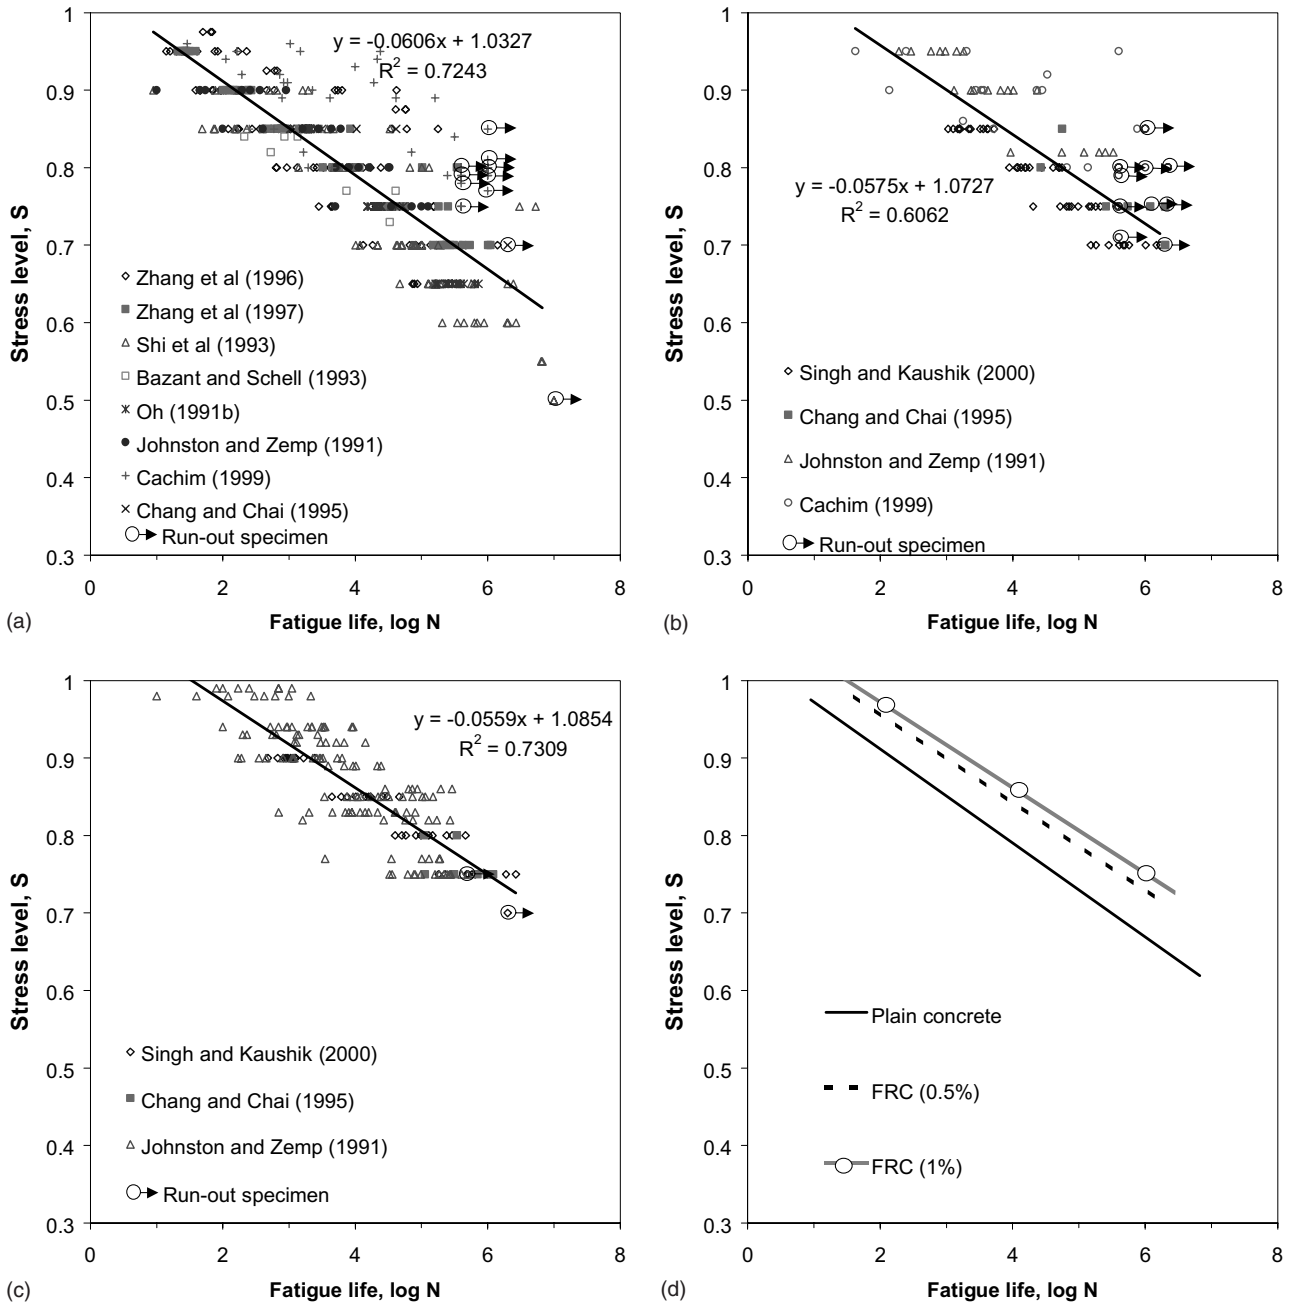 1
0.9
0.8
0.7
0.6
0.5
0.4
0.3
Stress level, S
y = -0.0606x + 1.0327
R2 = 0.7243
Zhang et al (1996)
Zhang et al (1997)
Shi et al (1993)
Bazant and Schell (1993)
Oh (1991b)
Johnston and Zemp (1991)
Cachim (1999)
Chang and Chai (1995)
Run-out specimen
0 2 4 6 8
Fatigue life, log N
(a)
1
0.9
0.8
0.7
0.6
0.5
0.4
0.3
Stress level, S
y = -0.0575x + 1.0727
R2 = 0.6062
Singh and Kaushik (2000)
Chang and Chai (1995)
Johnston and Zemp (1991)
Cachim (1999)
Run-out specimen
0 2 4 6 8
Fatigue life, log N
(b)
1
0.9
0.8
0.7
0.6
0.5
0.4
0.3
Stress level, S
y = -0.0559x + 1.0854
R2 = 0.7309
Singh and Kaushik (2000)
Chang and Chai (1995)
Johnston and Zemp (1991)
Run-out specimen
0 2 4 6 8
Fatigue life, log N
(c)
1
0.9
0.8
0.7
0.6
0.5
0.4
0.3
Stress level, S
Plain concrete
FRC (0.5%)
FRC (1%)
0 2 4 6 8
Fatigue life, log N
(d)